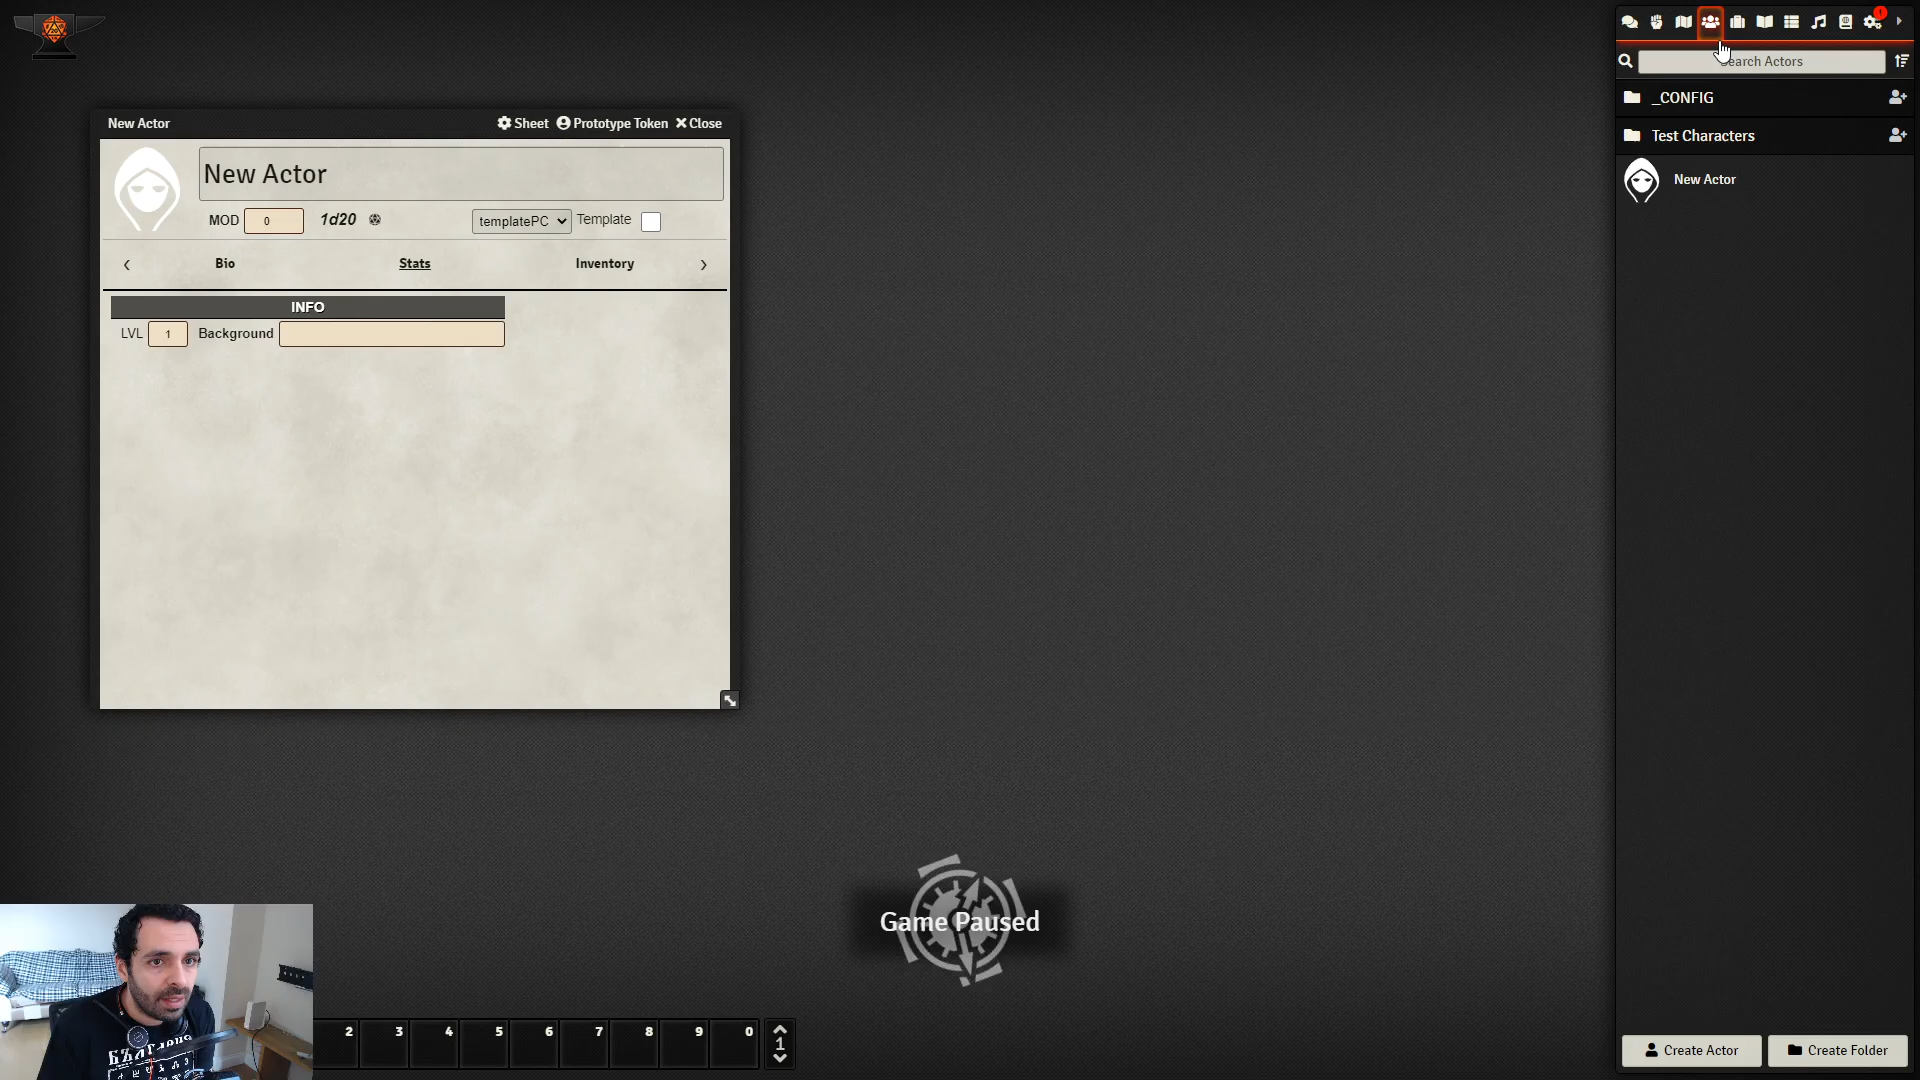 Search Actors
_CONFIG
Test Characters
New Actor
New Actor
Sheet Prototype Token Close
New Actor
MOD 0 1d20 templatePC Template
Bio Stats Inventory
INFO
LVL 1 Background
Game Paused
2 3 4 5 6 7 8 9 0 1
Create Actor Create Folder